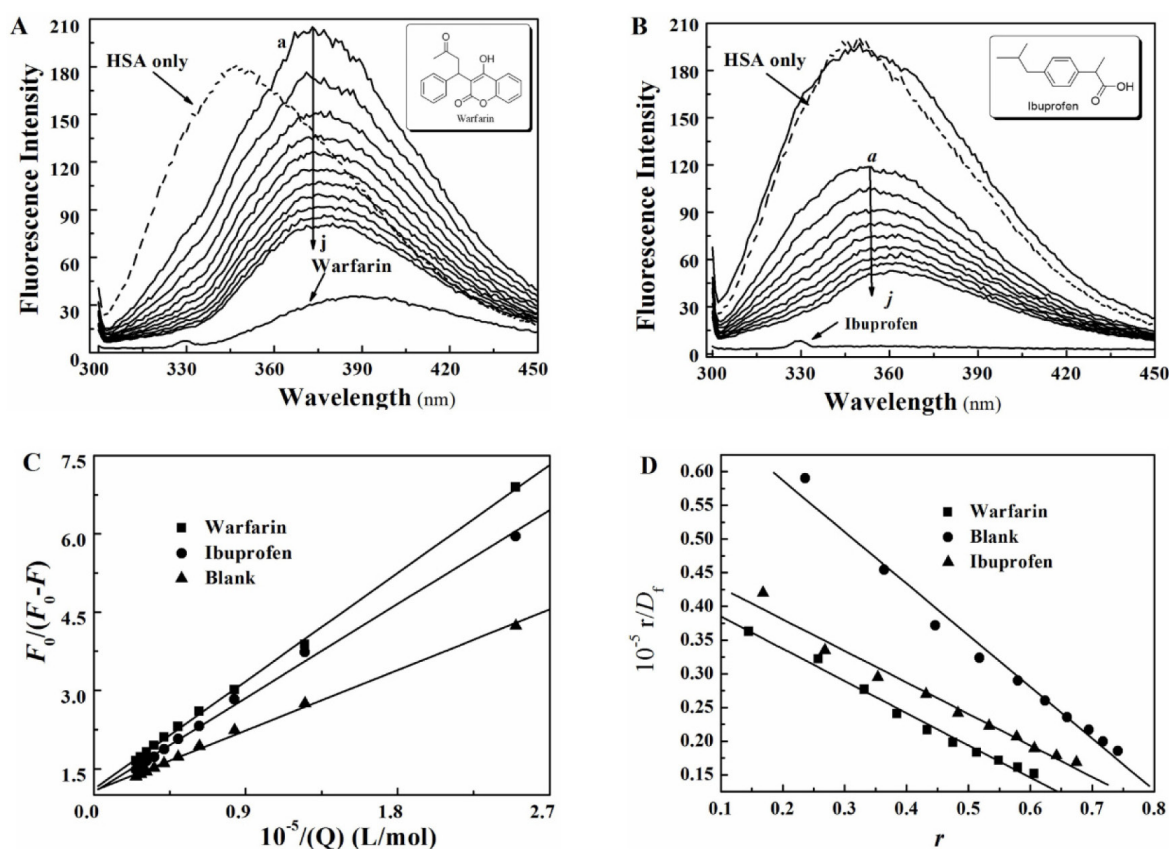 A
210
180
150
120
90
60
30
0
Fluorescence Intensity
HSA only
a
j
Warfarin
O
OH
O
O
Warfarin
300 330 360 390 420 450
Wavelength (nm)
B
210
180
150
120
90
60
30
0
Fluorescence Intensity
HSA only
a
j
Ibuprofen
OH
O
Ibuprofen
300 330 360 390 420 450
Wavelength (nm)
C
7.5
6.0
4.5
3.0
1.5
F0/(F0-F)
Warfarin
Ibuprofen
Blank
0.0 0.9 1.8 2.7
10-5/(Q) (L/mol)
D
0.60
0.55
0.50
0.45
0.40
0.35
0.30
0.25
0.20
0.15
10-5 r/Df
Warfarin
Blank
Ibuprofen
0.1 0.2 0.3 0.4 0.5 0.6 0.7 0.8
r